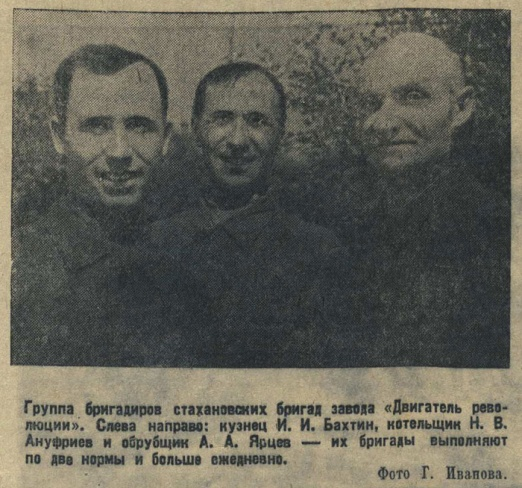 Группа бригадиров стахановских бригад завода «Двигатель рево-
люции». Слева направо: кузнец И. И. Бахтин, котельщик Н. В.
Ануфриев и обрубщик А. А. Ярцев — их бригады выполняют
по две нормы и больше ежедневно.
Фото Г. Иванова.